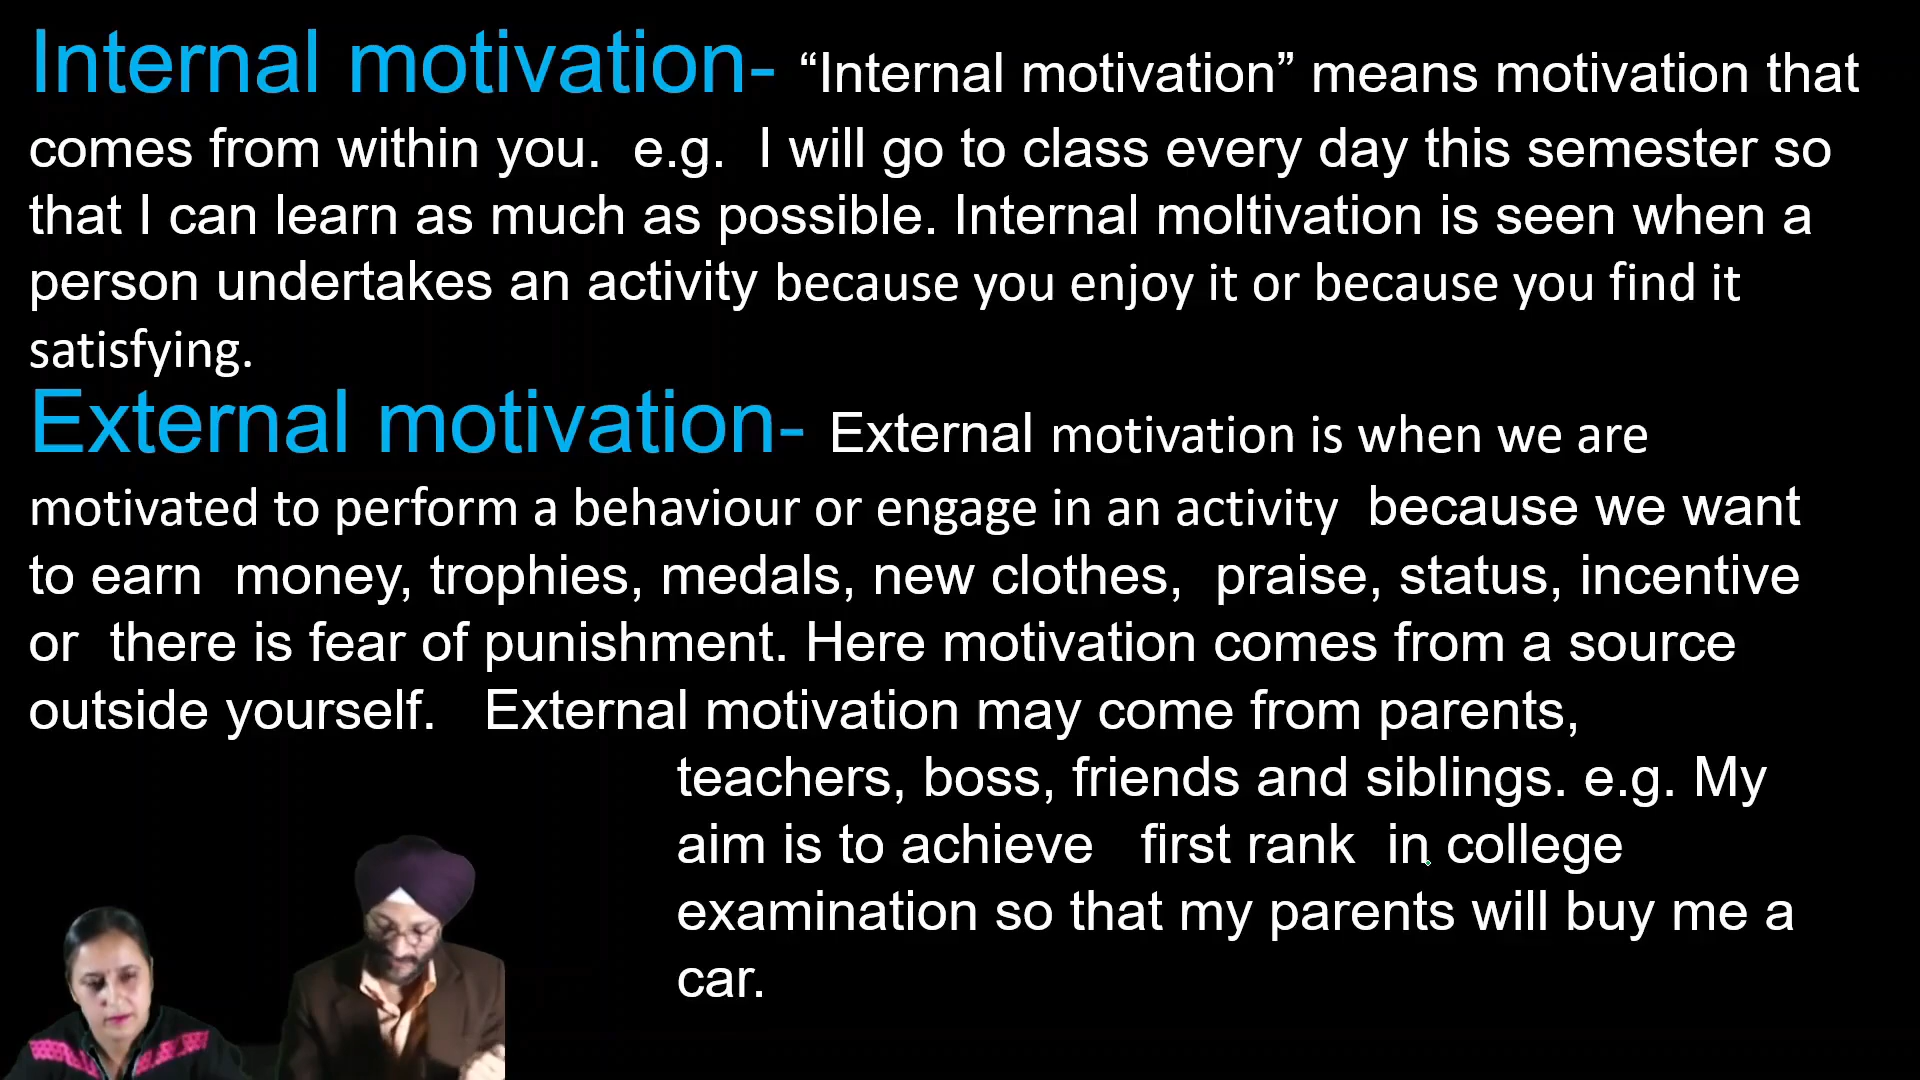 Internal motivation- “Internal motivation” means motivation that
comes from within you. e.g. I will go to class every day this semester so
that I can learn as much as possible. Internal moltivation is seen when a
person undertakes an activity because you enjoy it or because you find it
satisfying.
External motivation- External motivation is when we are
motivated to perform a behaviour or engage in an activity because we want
to earn money, trophies, medals, new clothes, praise, status, incentive
or there is fear of punishment. Here motivation comes from a source
outside yourself. External motivation may come from parents,
teachers, boss, friends and siblings. e.g. My
aim is to achieve first rank in college
examination so that my parents will buy me a
car.